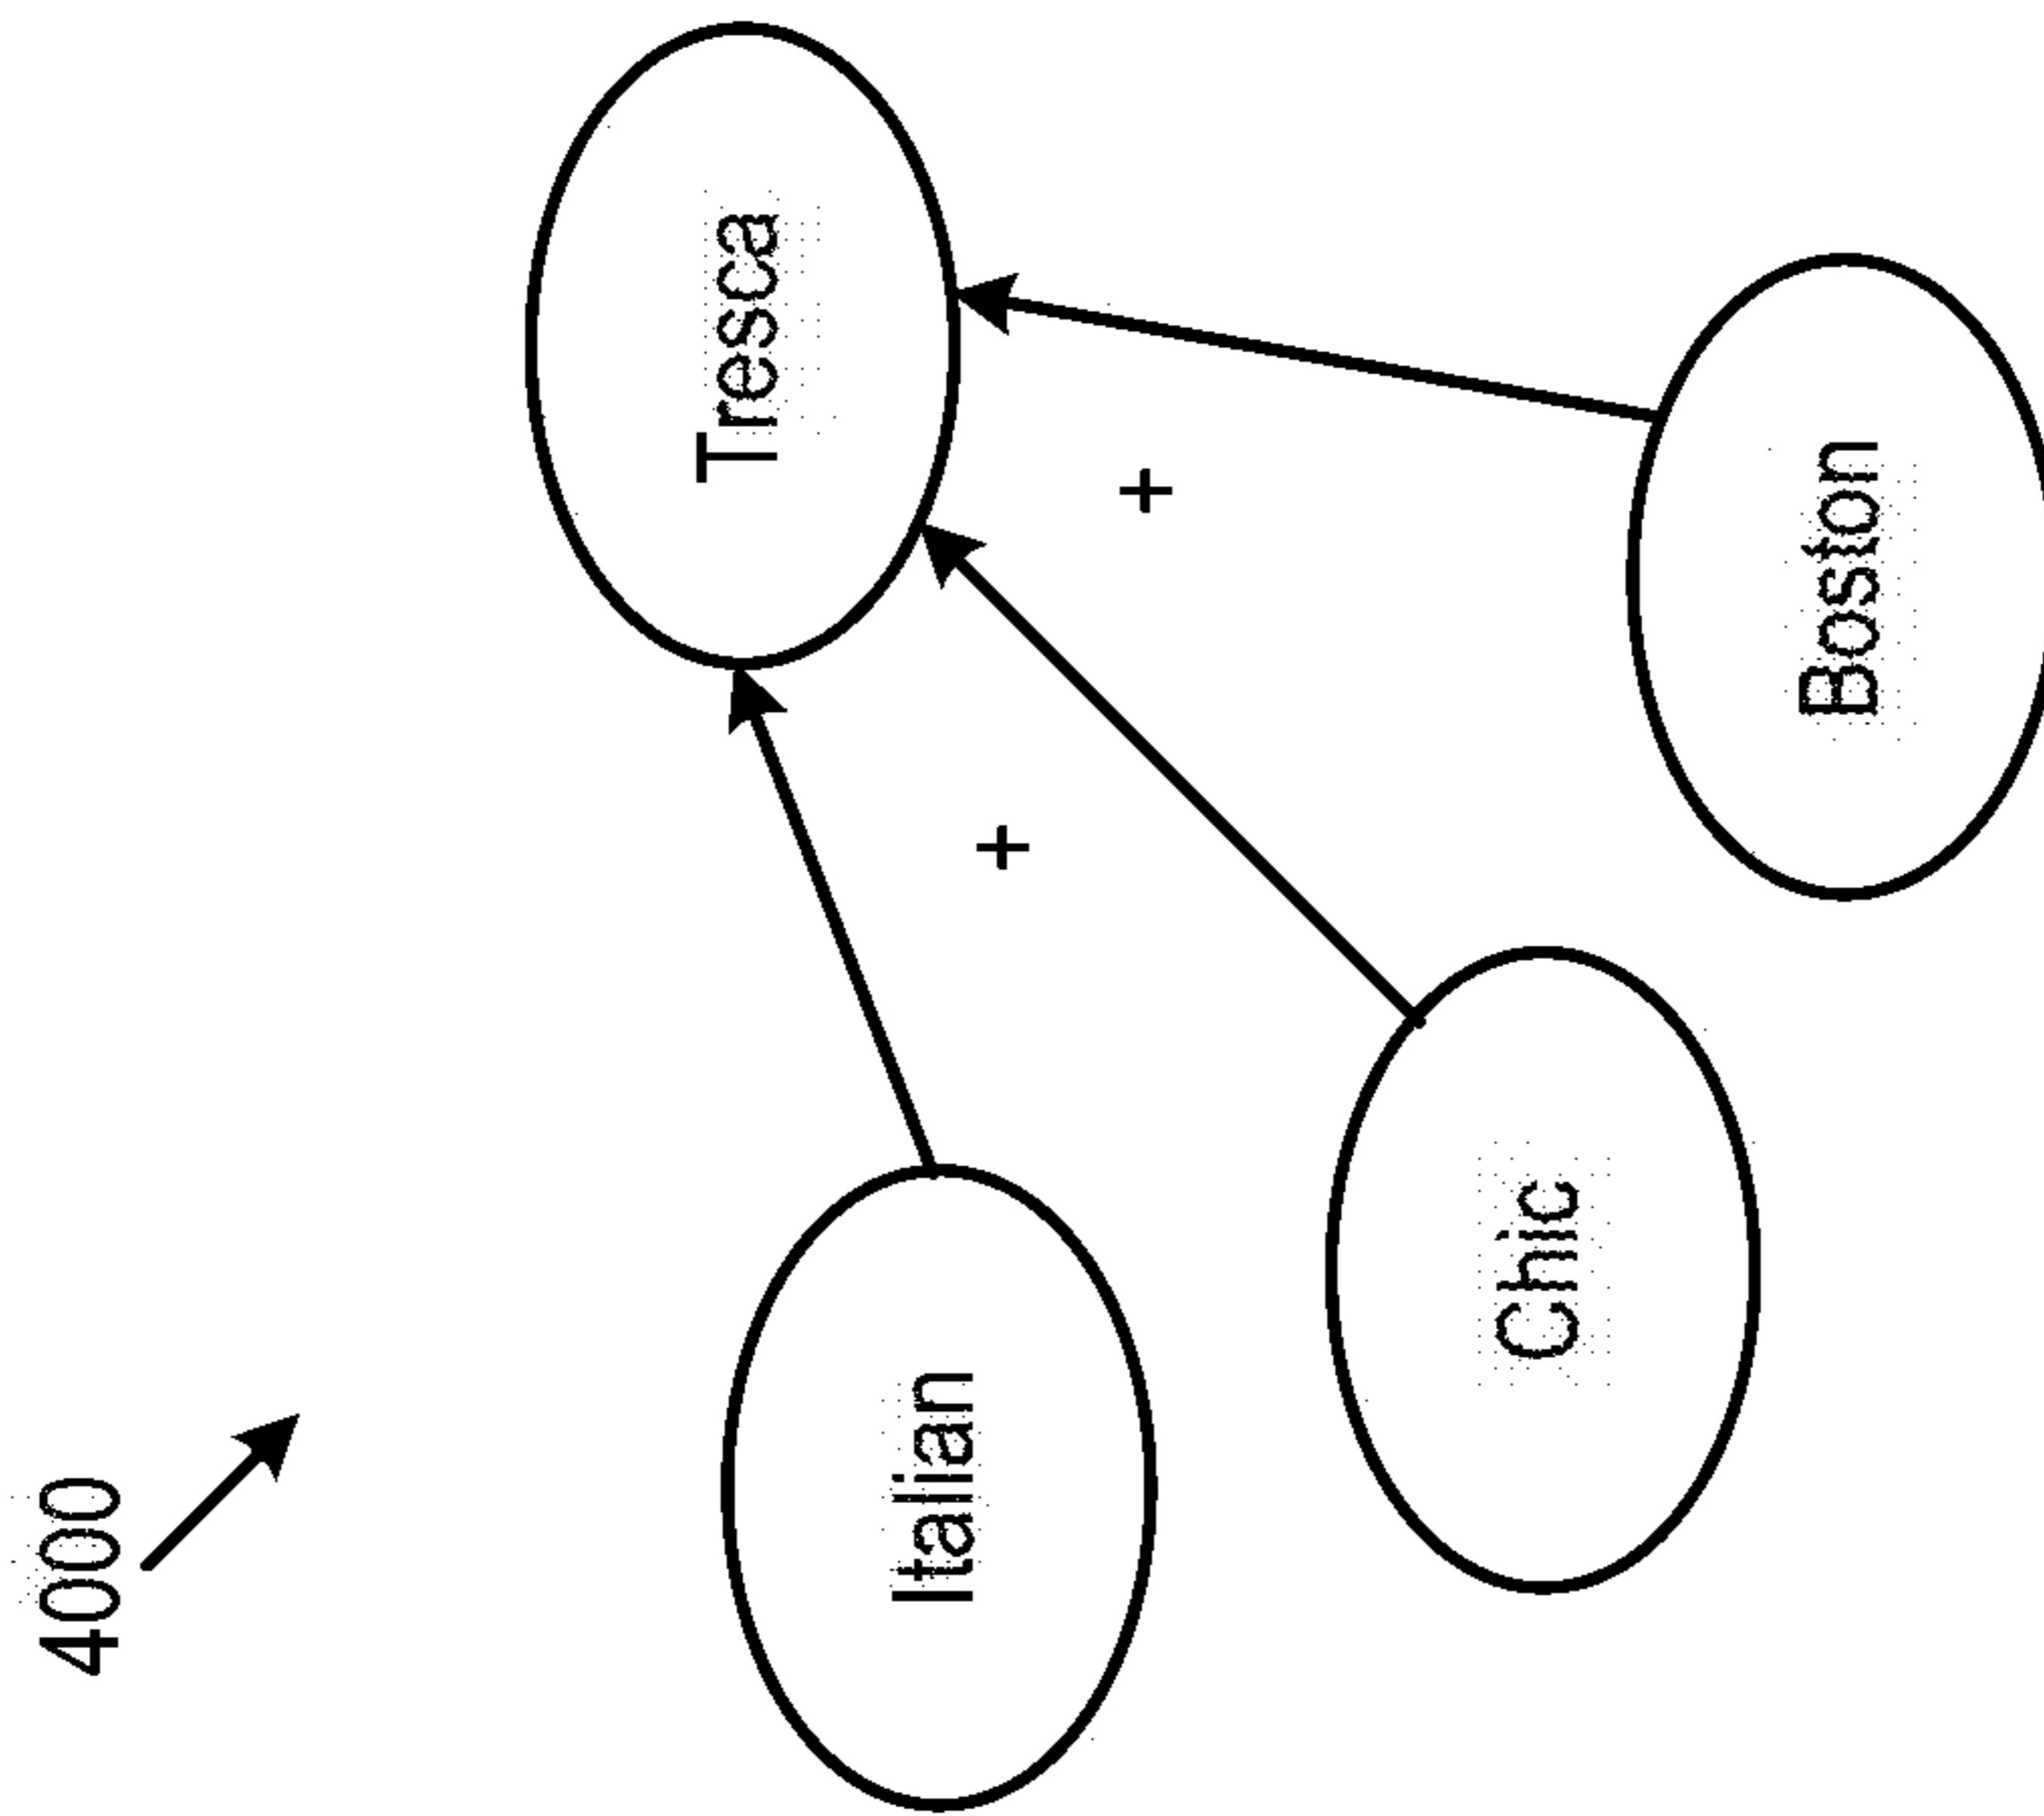 4000
Italian
Tresca
+
+
Chic
Boston